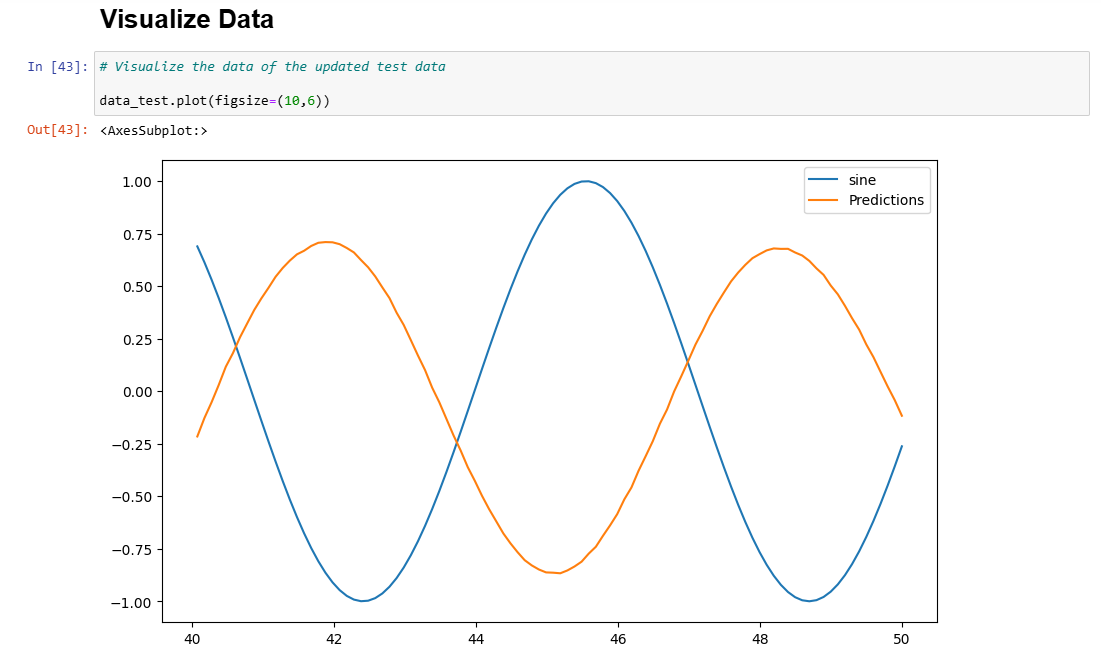 Visualize Data
In [43]:
# Visualize the data of the updated test data
data_test.plot(figsize=(10,6))
Out[43]: <AxesSubplot:>
sine
Predictions
1.00
0.75
0.50
0.25
0.00
−0.25
−0.50
−0.75
−1.00
40 42 44 46 48 50